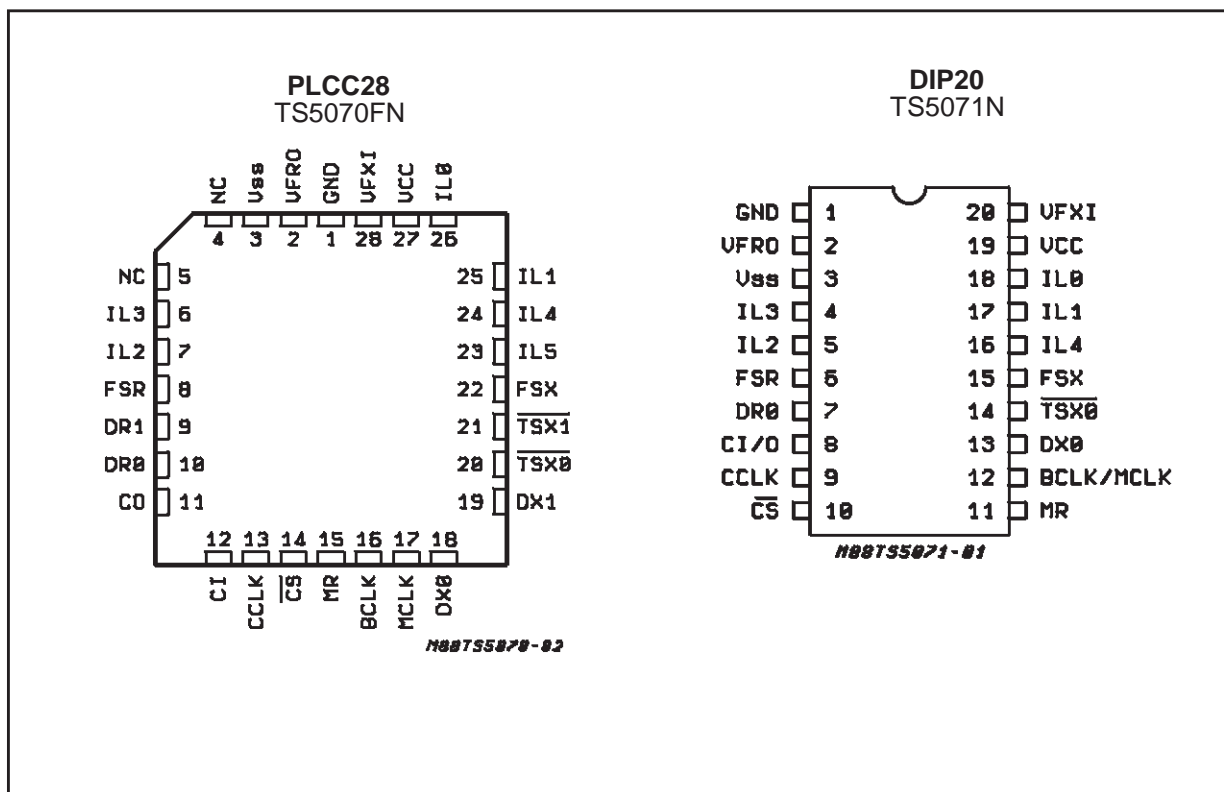 PLCC28
TS5070FN
NC Vss VFRO GND VFXI VCC IL0
4 3 2 1 28 27 26
NC 5
IL3 6
IL2 7
FSR 8
DR1 9
DR0 10
CO 11
25 IL1
24 IL4
23 IL5
22 FSX
21 TSX1
20 TSX0
19 DX1
12 13 14 15 16 17 18
CI CCLK CS MR BCLK MCLK DX0
M88TS5070-02
DIP20
TS5071N
GND 1 20 VFXI
VFRO 2 19 VCC
Vss 3 18 IL0
IL3 4 17 IL1
IL2 5 16 IL4
FSR 6 15 FSX
DR0 7 14 TSX0
CI/O 8 13 DX0
CCLK 9 12 BCLK/MCLK
CS 10 11 MR
M88TS5071-01